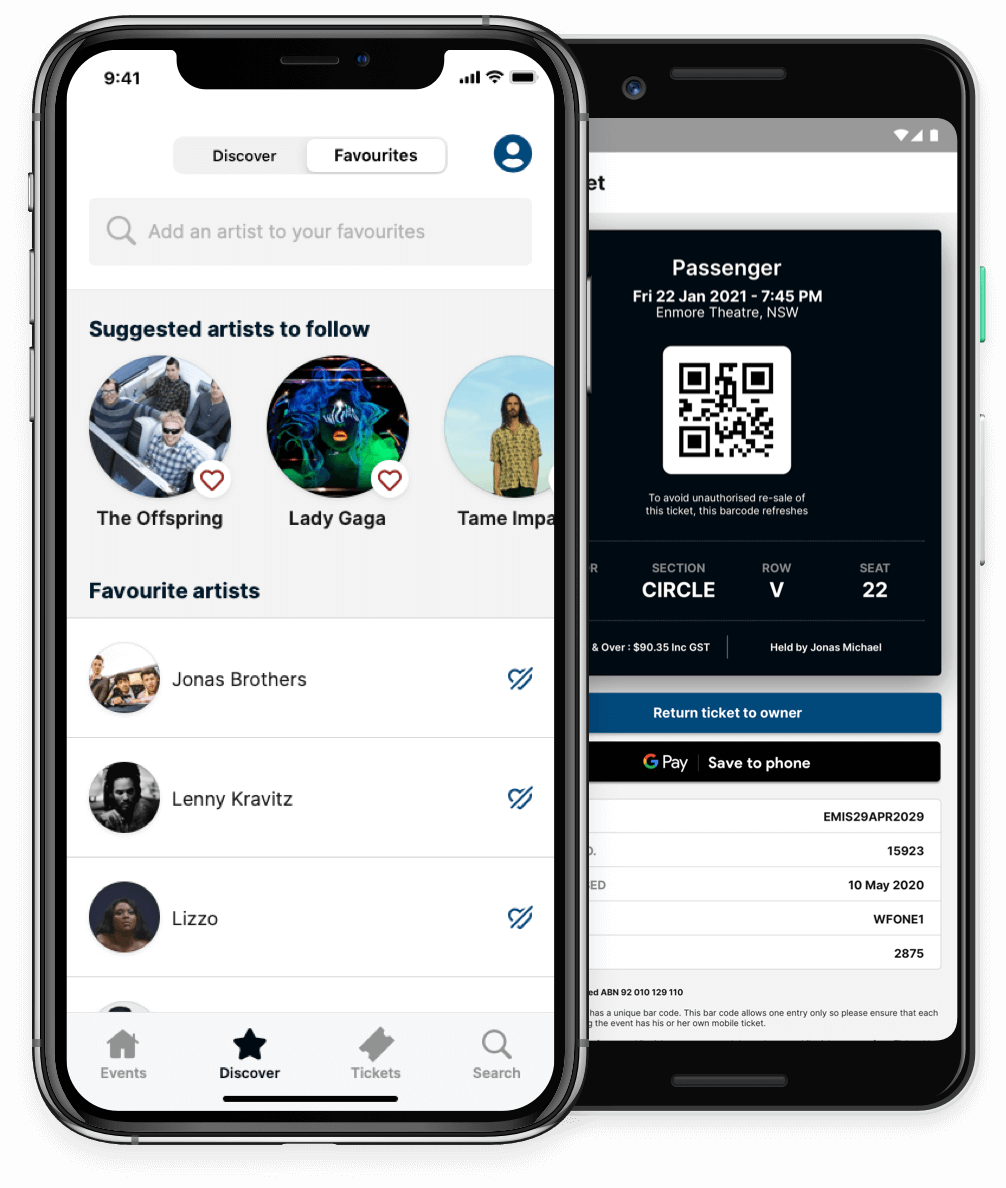 9:41
Discover
Favourites
Add an artist to your favourites
Suggested artists to follow
The Offspring
Lady Gaga
Tame Impa
Favourite artists
Jonas Brothers
Lenny Kravitz
Lizzo
Events
Discover
Tickets
Search
et
Passenger
Fri 22 Jan 2021 - 7:45 PM
Enmore Theatre, NSW
To avoid unauthorised re-sale of
this ticket, this barcode refreshes
R
SECTION
ROW
SEAT
CIRCLE
V
22
& Over : $90.35 Inc GST
Held by Jonas Michael
Return ticket to owner
G Pay
Save to phone
EMIS29APR2029
O.
15923
SED
10 May 2020
WFONE1
2875
ed ABN 92 010 129 110
has a unique bar code. This bar code allows one entry only so please ensure that each
g the event has his or her own mobile ticket.